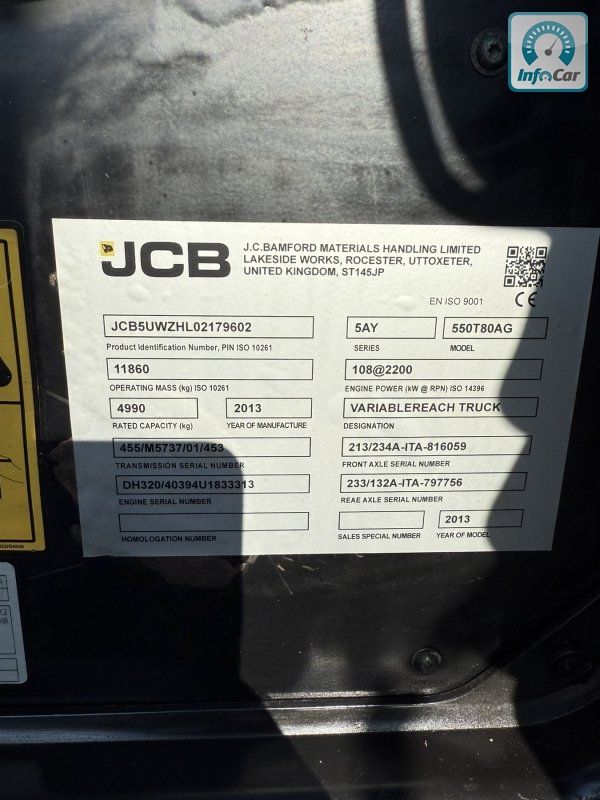 InfoCar
JCB
J.C.BAMFORD MATERIALS HANDLING LIMITED
LAKESIDE WORKS, ROCESTER, UTTOXETER,
UNITED KINGDOM, ST145JP
EN ISO 9001
CE
JCB5UWZHL02179602
Product Identification Number, PIN ISO 10261
5AY
SERIES
550T80AG
MODEL
11860
OPERATING MASS (kg) ISO 10261
108@2200
ENGINE POWER (kW @ RPN) ISO 14396
4990
RATED CAPACITY (kg)
2013
YEAR OF MANUFACTURE
VARIABLEREACH TRUCK
DESIGNATION
455/M5737/01/453
TRANSMISSION SERIAL NUMBER
213/234A-ITA-816059
FRONT AXLE SERIAL NUMBER
DH320/40394U1833313
ENGINE SERIAL NUMBER
233/132A-ITA-797756
REAE AXLE SERIAL NUMBER
HOMOLOGATION NUMBER
SALES SPECIAL NUMBER
2013
YEAR OF MODEL